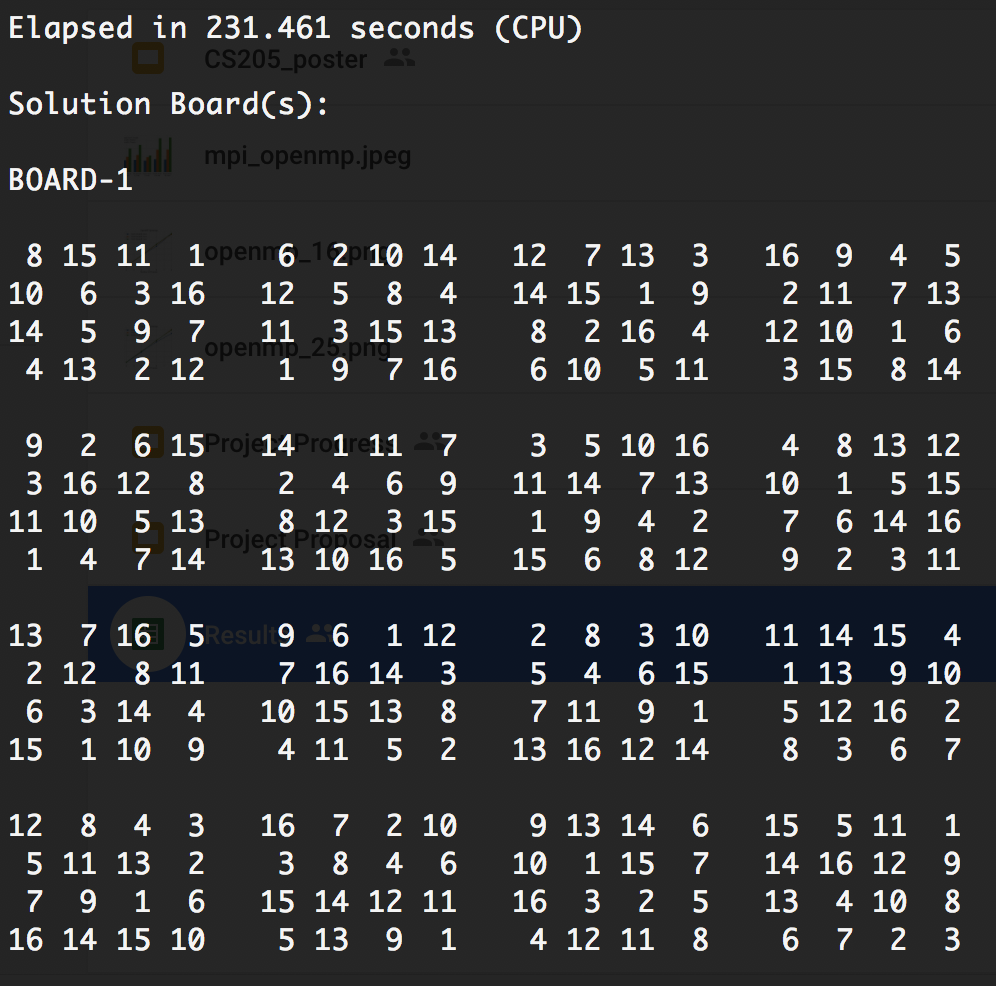 Elapsed in 231.461 seconds (CPU)
CS205_poster
Solution Board(s):
mpi_openmp.jpeg
BOARD-1
openmp_16.png
8 15 11 1 6 2 10 14 12 7 13 3 16 9 4 5
10 6 3 16 12 5 8 4 14 15 1 9 2 11 7 13
14 5 9 7 11 3 15 13 8 2 16 4 12 10 1 6
openmp_25.png
4 13 2 12 1 9 7 16 6 10 5 11 3 15 8 14
Project Progress
9 2 6 15 14 1 11 7 3 5 10 16 4 8 13 12
3 16 12 8 2 4 6 9 11 14 7 13 10 1 5 15
11 10 5 13 8 12 3 15 1 9 4 2 7 6 14 16
Project Proposal
1 4 7 14 13 10 16 5 15 6 8 12 9 2 3 11
Result
13 7 16 5 9 6 1 12 2 8 3 10 11 14 15 4
2 12 8 11 7 16 14 3 5 4 6 15 1 13 9 10
6 3 14 4 10 15 13 8 7 11 9 1 5 12 16 2
15 1 10 9 4 11 5 2 13 16 12 14 8 3 6 7
12 8 4 3 16 7 2 10 9 13 14 6 15 5 11 1
5 11 13 2 3 8 4 6 10 1 15 7 14 16 12 9
7 9 1 6 15 14 12 11 16 3 2 5 13 4 10 8
16 14 15 10 5 13 9 1 4 12 11 8 6 7 2 3